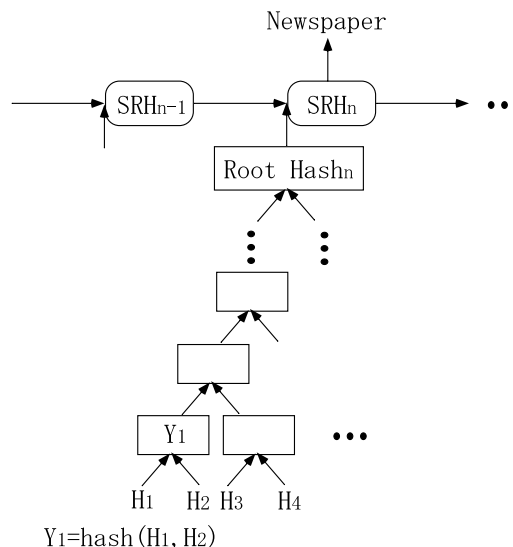 Newspaper
SRHn-1 SRHn
Root Hashn
Y1
H1 H2 H3 H4
Y1=hash(H1,H2)